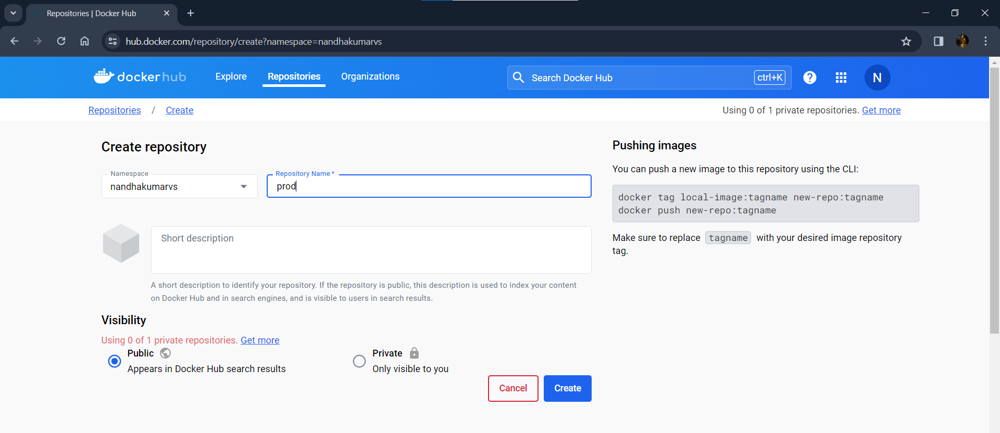 Repositories | Docker Hub
hub.docker.com/repository/create?namespace=nandhakumarvs
dockerhub
Explore
Repositories
Organizations
Search Docker Hub
ctrl+K
?
N
Repositories / Create
Using 0 of 1 private repositories. Get more
Create repository
Namespace
nandhakumarvs
Repository Name *
prod
Short description
A short description to identify your repository. If the repository is public, this description is used to index your content
on Docker Hub and in search engines, and is visible to users in search results.
Visibility
Using 0 of 1 private repositories. Get more
Public
Appears in Docker Hub search results
Private
Only visible to you
Cancel
Create
Pushing images
You can push a new image to this repository using the CLI:
docker tag local-image:tagname new-repo:tagname
docker push new-repo:tagname
Make sure to replace tagname with your desired image repository
tag.